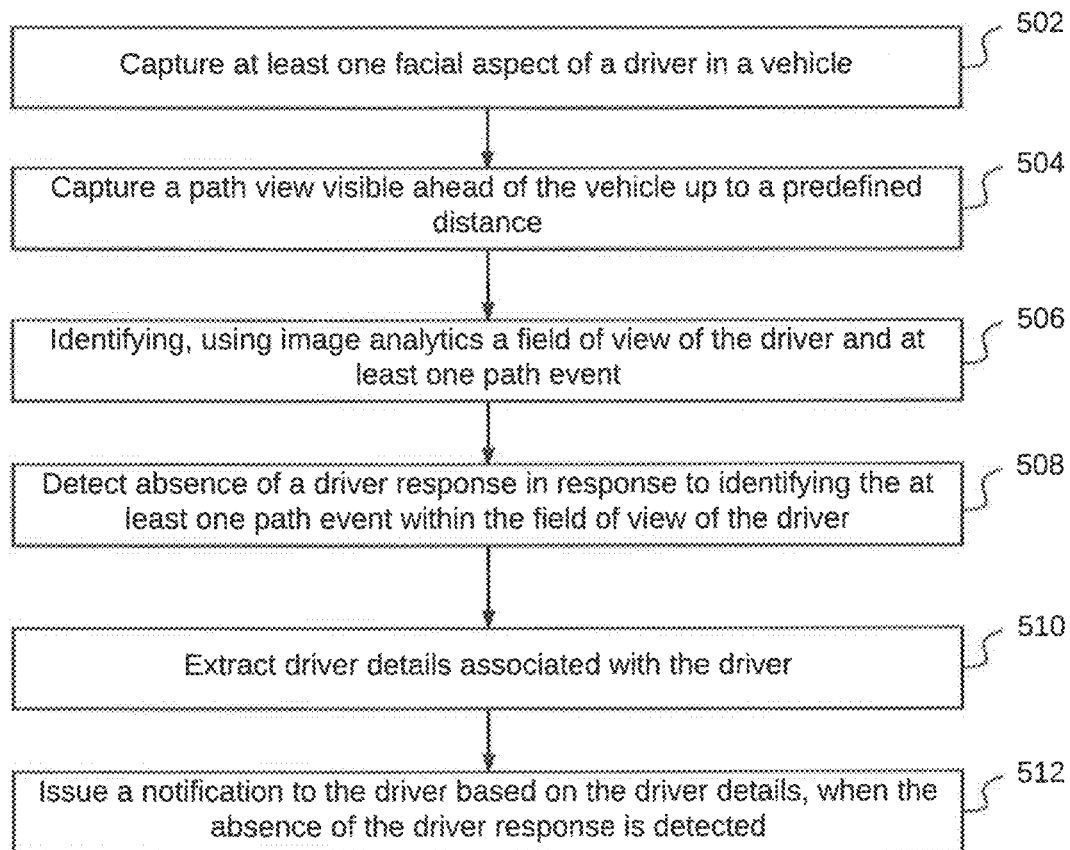 502
Capture at least one facial aspect of a driver in a vehicle
504
Capture a path view visible ahead of the vehicle up to a predefined
distance
506
Identifying, using image analytics a field of view of the driver and at
least one path event
508
Detect absence of a driver response in response to identifying the at
least one path event within the field of view of the driver
510
Extract driver details associated with the driver
512
Issue a notification to the driver based on the driver details, when the
absence of the driver response is detected